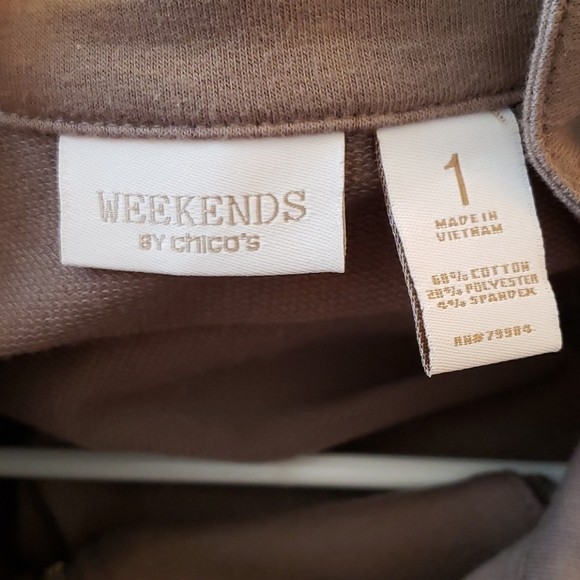 WEEKENDS
BY chico's
1
MADE IN
VIETNAM
68% COTTON
28% POLYESTER
4% SPANDEX
RN#79984